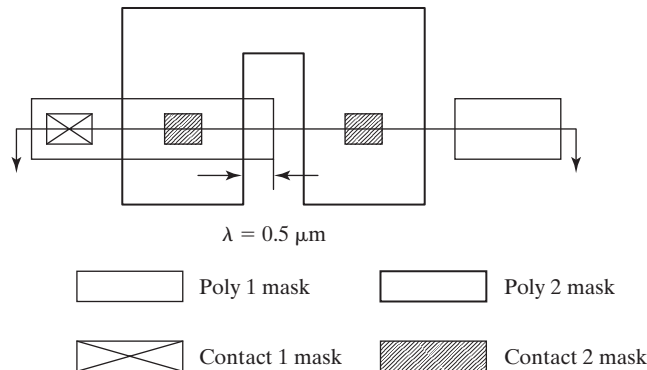 λ = 0.5 μm
Poly 1 mask
Poly 2 mask
Contact 1 mask
Contact 2 mask